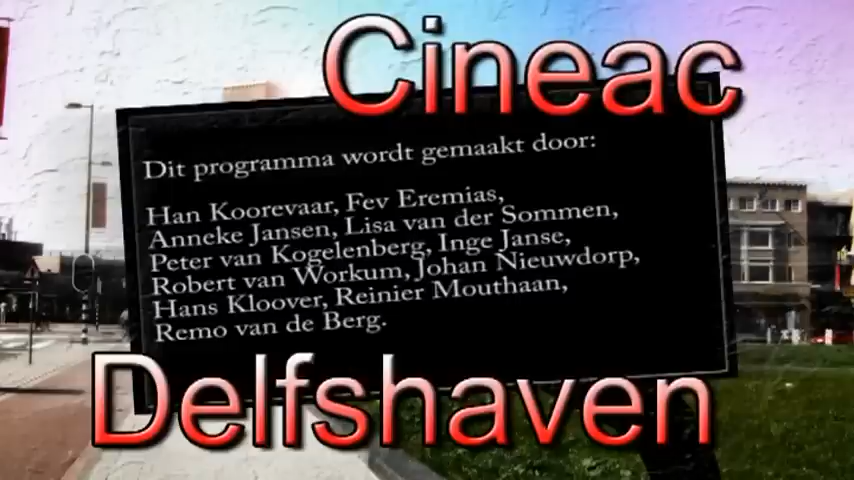 Cineac
Dit programma wordt gemaakt door:
Han Koorevaar, Fev Eremias,
Anneke Jansen, Lisa van der Sommen,
Peter van Kogelenberg, Inge Janse,
Robert van Workum, Johan Nieuwdorp,
Hans Kloover, Reinier Mouthaan,
Remo van de Berg.
Delfshaven